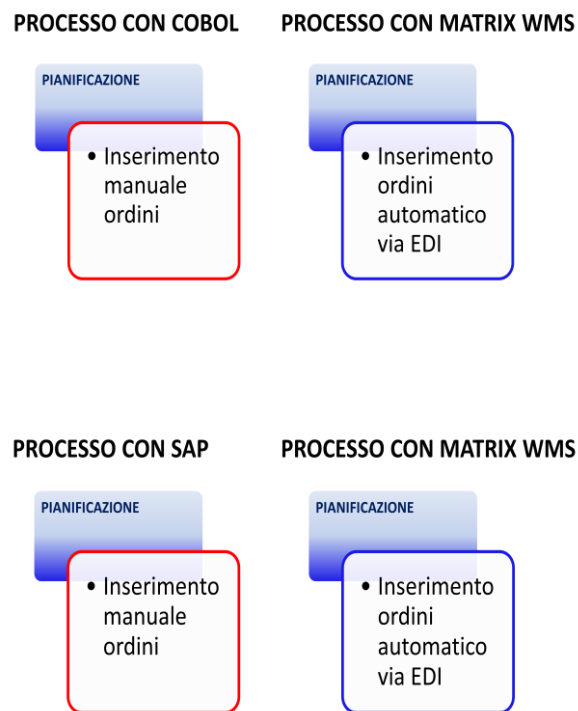 PROCESSO CON COBOL
PROCESSO CON MATRIX WMS
PIANIFICAZIONE
• Inserimento
manuale
ordini
PIANIFICAZIONE
• Inserimento
ordini
automatico
via EDI
PROCESSO CON SAP
PROCESSO CON MATRIX WMS
PIANIFICAZIONE
• Inserimento
manuale
ordini
PIANIFICAZIONE
• Inserimento
ordini
automatico
via EDI